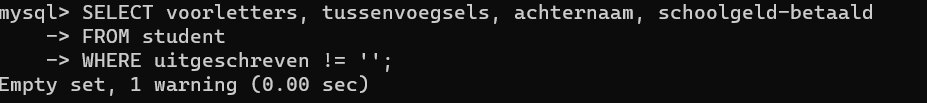 mysql> SELECT voorletters, tussenvoegsels, achternaam, schoolgeld-betaald
-> FROM student
-> WHERE uitgeschreven != '';
Empty set, 1 warning (0.00 sec)